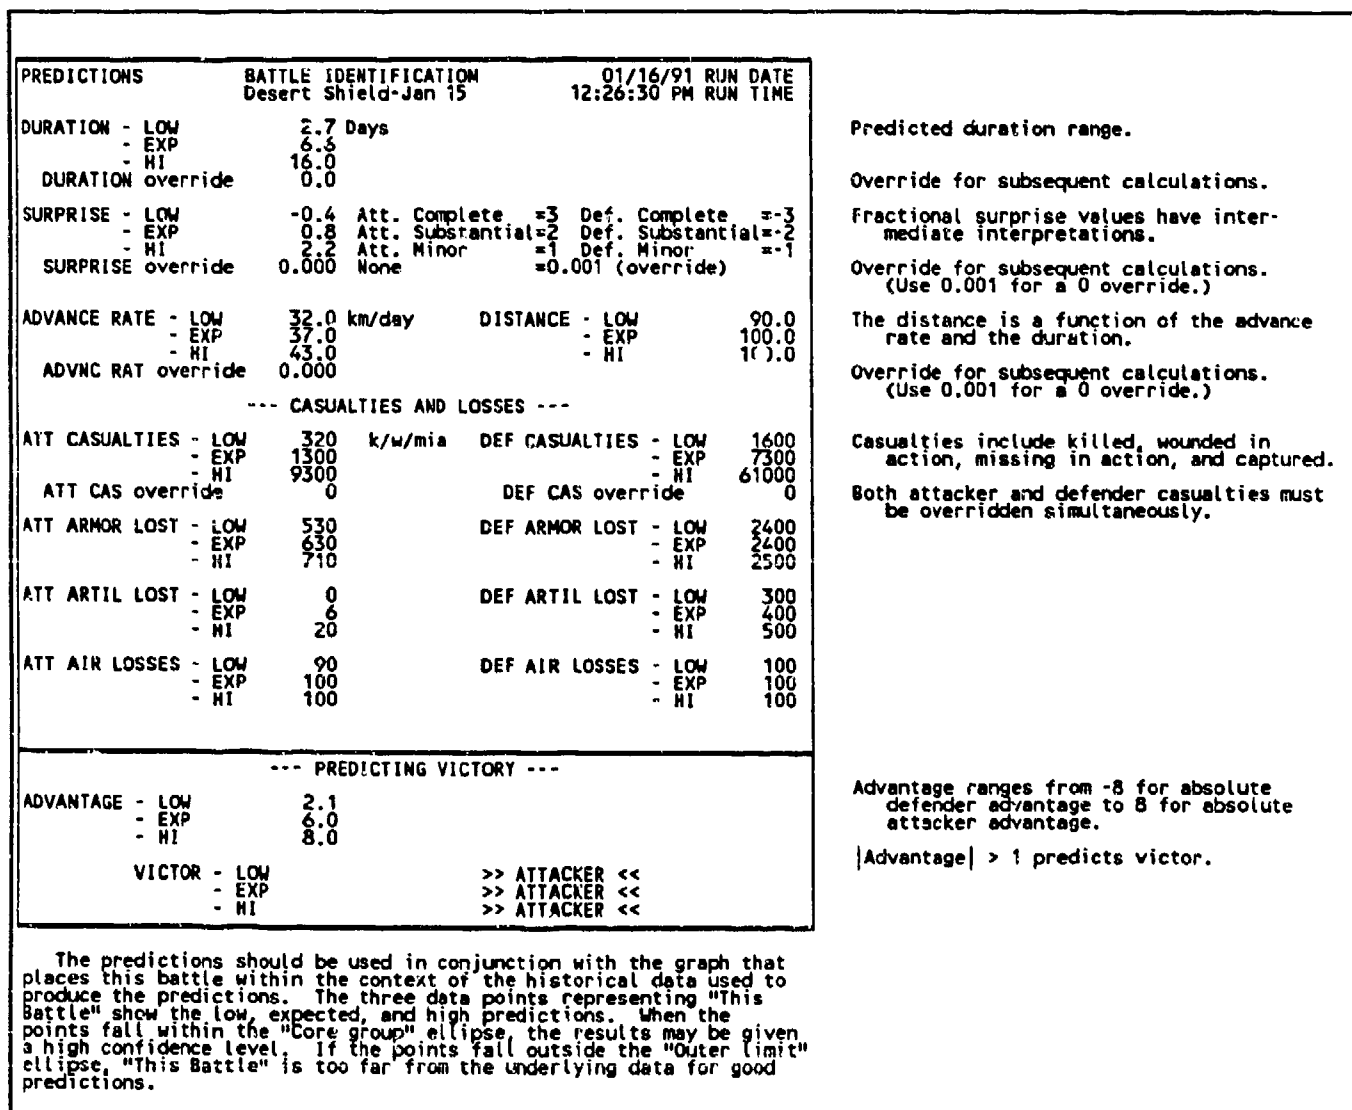 PREDICTIONS BATTLE IDENTIFICATION 01/16/91 RUN DATE
Desert Shield-Jan 15 12:26:30 PM RUN TIME
DURATION - LOW 2.7 Days Predicted duration range.
- EXP 6.6
- HI 16.0
DURATION override 0.0 Override for subsequent calculations.
SURPRISE - LOW -0.4 Att. Complete =3 Def. Complete =-3 Fractional surprise values have inter-
- EXP 0.8 Att. Substantial=2 Def. Substantial=-2 mediate interpretations.
- HI 2.2 Att. Minor =1 Def. Minor =-1
SURPRISE override 0.000 None =0.001 (override) Override for subsequent calculations.
(Use 0.001 for a 0 override.)
ADVANCE RATE - LOW 32.0 km/day DISTANCE - LOW 90.0 The distance is a function of the advance
- EXP 37.0 - EXP 100.0 rate and the duration.
- HI 43.0 - HI
ADVNC RAT override 0.000 Override for subsequent calculations.
(Use 0.001 for a 0 override.)
--- CASUALTIES AND LOSSES ---
ATT CASUALTIES - LOW 320 k/w/mia DEF CASUALTIES - LOW 1600 Casualties include killed, wounded in
- EXP 1300 - EXP 7300 action, missing in action, and captured.
- HI 9300 - HI 61000
ATT CAS override 0 DEF CAS override 0 Both attacker and defender casualties must
be overridden simultaneously.
ATT ARMOR LOST - LOW 530 DEF ARMOR LOST - LOW 2400
- EXP 630 - EXP 2400
- HI 710 - HI 2500
ATT ARTIL LOST - LOW 0 DEF ARTIL LOST - LOW 300
- EXP 6 - EXP 400
- HI 20 - HI 500
ATT AIR LOSSES - LOW 90 DEF AIR LOSSES - LOW 100
- EXP 100 - EXP 100
- HI 100 - HI 100
--- PREDICTING VICTORY ---
ADVANTAGE - LOW 2.1 Advantage ranges from -8 for absolute
- EXP 6.0 defender advantage to 8 for absolute
- HI 8.0 attacker advantage.
|Advantage| > 1 predicts victor.
VICTOR - LOW >> ATTACKER <<
- EXP >> ATTACKER <<
- HI >> ATTACKER <<
The predictions should be used in conjunction with the graph that
places this battle within the context of the historical data used to
produce the predictions. The three data points representing "This
Battle" show the low, expected, and high predictions. When the
points fall within the "Core group" ellipse, the results may be given
a high confidence level. If the points fall outside the "Outer limit"
ellipse, "This Battle" is too far from the underlying data for good
predictions.